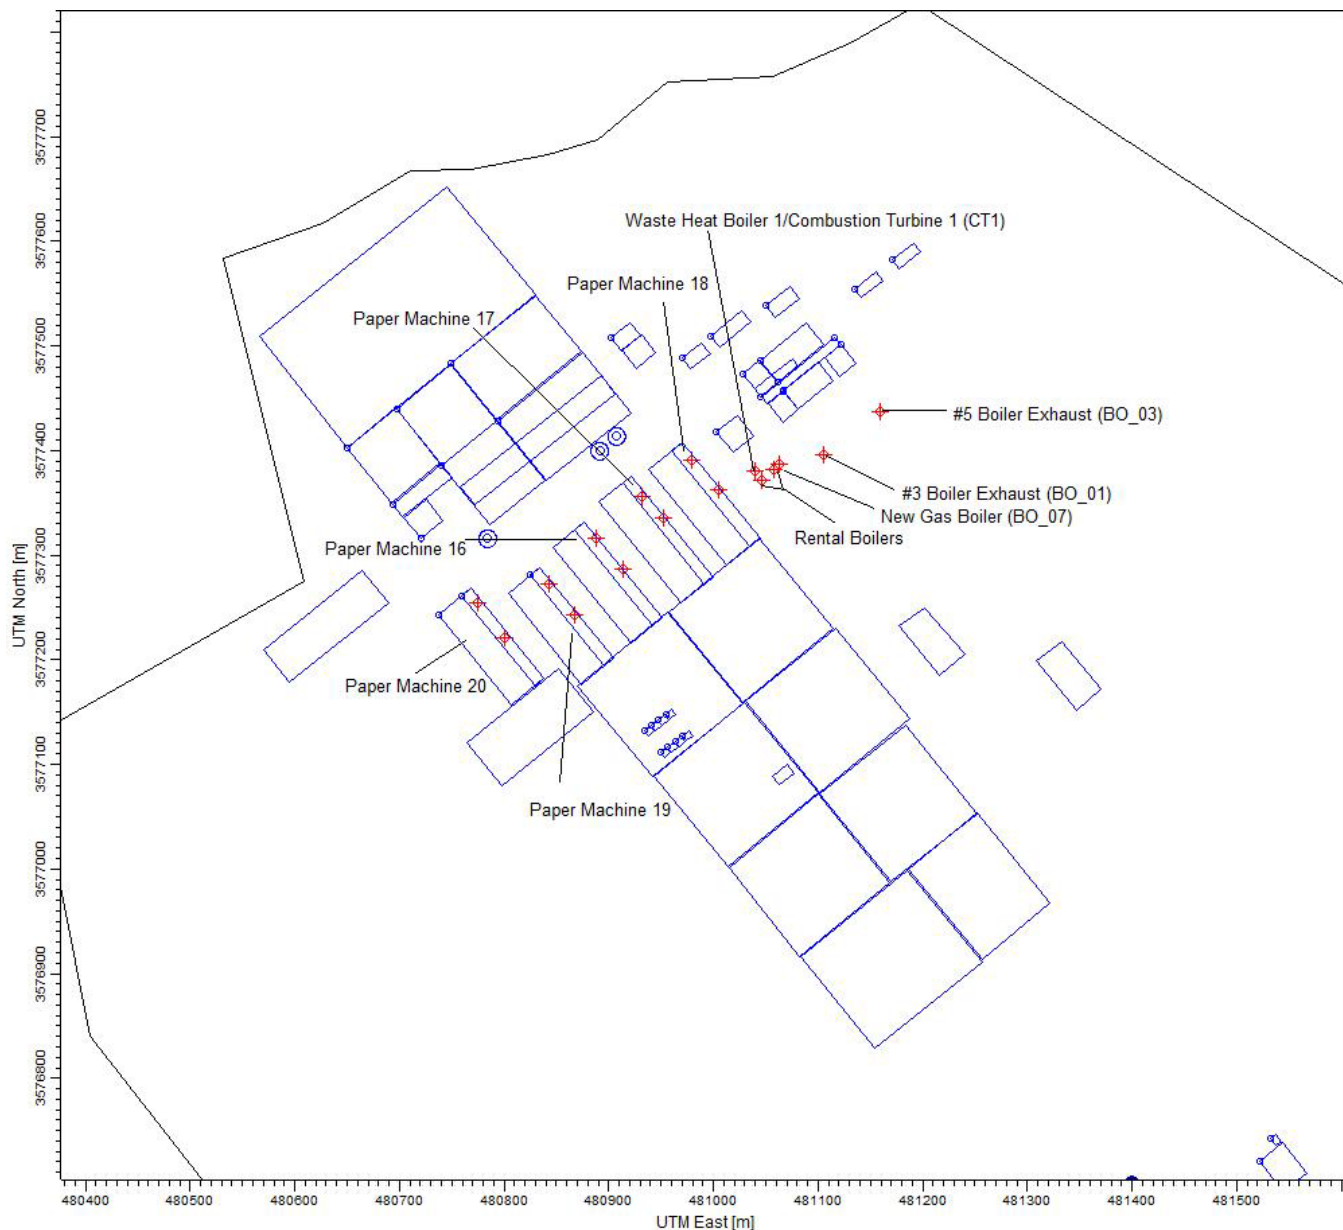 Waste Heat Boiler 1/Combustion Turbine 1 (CT1)
Paper Machine 18
Paper Machine 17
#5 Boiler Exhaust (BO_03)
#3 Boiler Exhaust (BO_01)
New Gas Boiler (BO_07)
Rental Boilers
Paper Machine 16
Paper Machine 20
Paper Machine 19
UTM North [m]
3577700
3577600
3577500
3577400
3577300
3577200
3577100
3577000
3576900
3576800
480400
480500
480600
480700
480800
480900
481000
481100
481200
481300
481400
481500
UTM East [m]